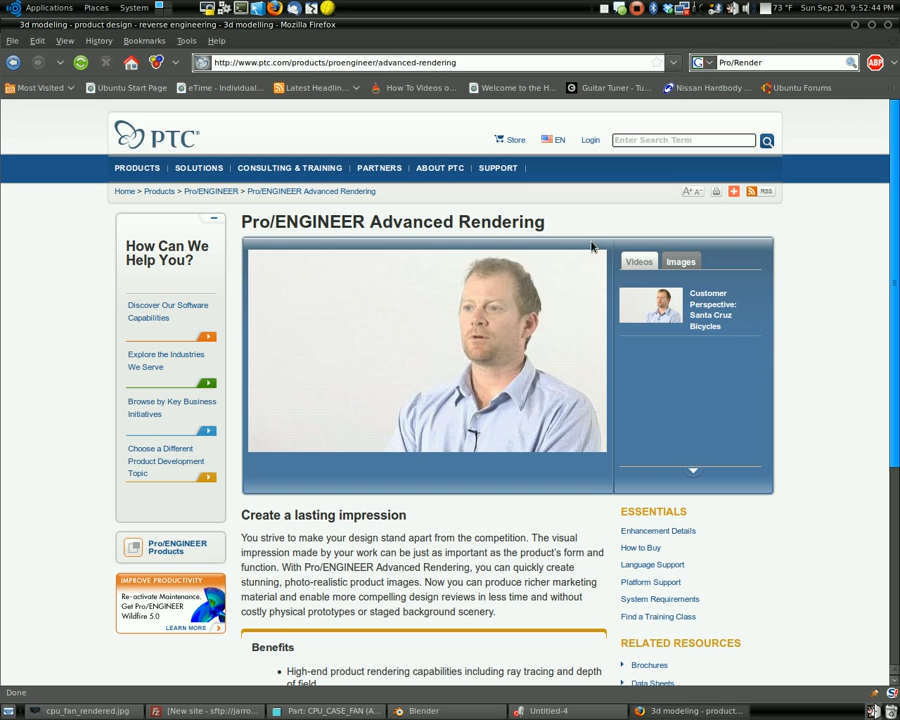 Applications Places System 73 °F Sun Sep 20, 9:52:44 PM
3d modeling - product design - reverse engineering - 3d modelling - Mozilla Firefox
File Edit View History Bookmarks Tools Help
http://www.ptc.com/products/proengineer/advanced-rendering
Pro/Render
ABP
Most Visited Ubuntu Start Page eTime - Individual... Latest Headlin... How To Videos o... Welcome to the H... Guitar Tuner - Tu... Nissan Hardbody ... Ubuntu Forums
PTC
Store EN Login Enter Search Term
PRODUCTS SOLUTIONS CONSULTING & TRAINING PARTNERS ABOUT PTC SUPPORT
Home > Products > Pro/ENGINEER > Pro/ENGINEER Advanced Rendering
A+ A- RSS
How Can We
Help You?
Discover Our Software
Capabilities
Explore the Industries
We Serve
Browse by Key Business
Initiatives
Choose a Different
Product Development
Topic
Pro/ENGINEER
Products
IMPROVE PRODUCTIVITY
Re-activate Maintenance.
Get Pro/ENGINEER
Wildfire 5.0
LEARN MORE
Pro/ENGINEER Advanced Rendering
Videos Images
Customer
Perspective:
Santa Cruz
Bicycles
Create a lasting impression
You strive to make your design stand apart from the competition. The visual
impression made by your work can be just as important as the product's form and
function. With Pro/ENGINEER Advanced Rendering, you can quickly create
stunning, photo-realistic product images. Now you can produce richer marketing
material and enable more compelling design reviews in less time and without
costly physical prototypes or staged background scenery.
Benefits
• High-end product rendering capabilities including ray tracing and depth
of field
ESSENTIALS
Enhancement Details
How to Buy
Language Support
Platform Support
System Requirements
Find a Training Class
RELATED RESOURCES
Brochures
Data Sheets
Done
cpu_fan_rendered.jpg [New site - sftp://jarro... Part: CPU_CASE_FAN (A... Blender Untitled-4 3d modeling - product...